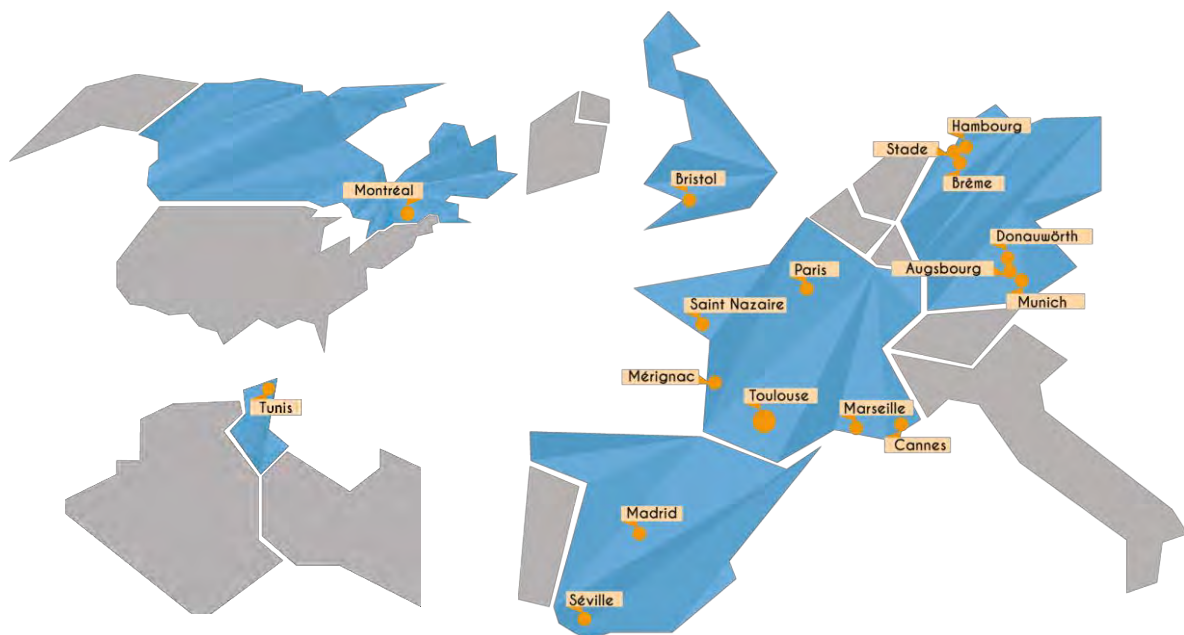 Montréal
Tunis
Bristol
Hambourg
Stade
Brême
Donauwörth
Augsbourg
Munich
Paris
Saint Nazaire
Mérignac
Toulouse
Marseille
Cannes
Madrid
Séville